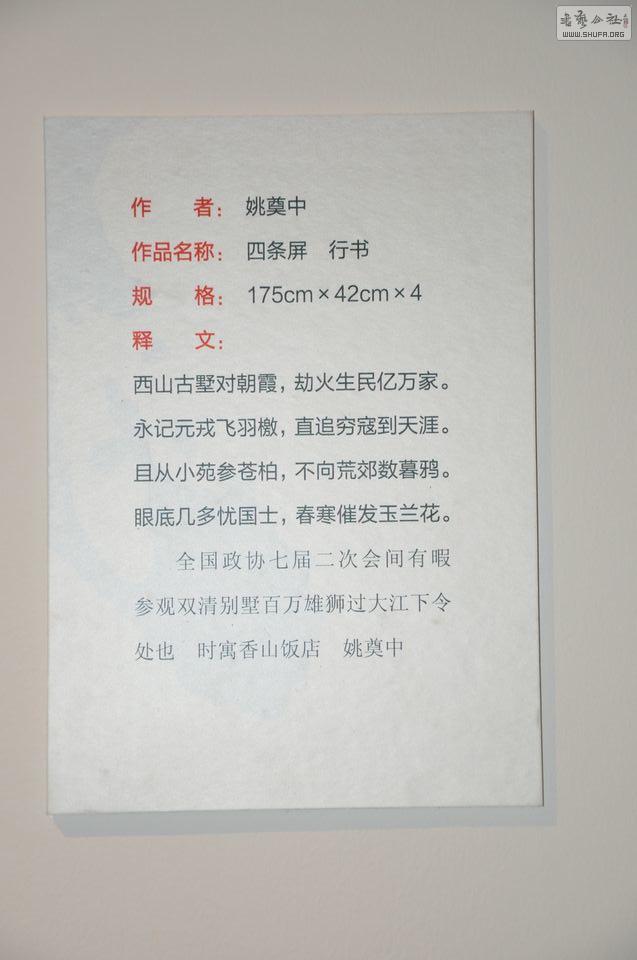 WWW.SHUFA.ORG
作　者：姚奠中
作品名称：四条屏　行书
规　格：175cm×42cm×4
释　文：
西山古墅对朝霞，劫火生民亿万家。
永记元戎飞羽檄，直追穷寇到天涯。
且从小苑参苍柏，不向荒郊数暮鸦。
眼底几多忧国士，春寒催发玉兰花。
全国政协七届二次会间有暇
参观双清别墅百万雄狮过大江下令
处也　时寓香山饭店　姚奠中